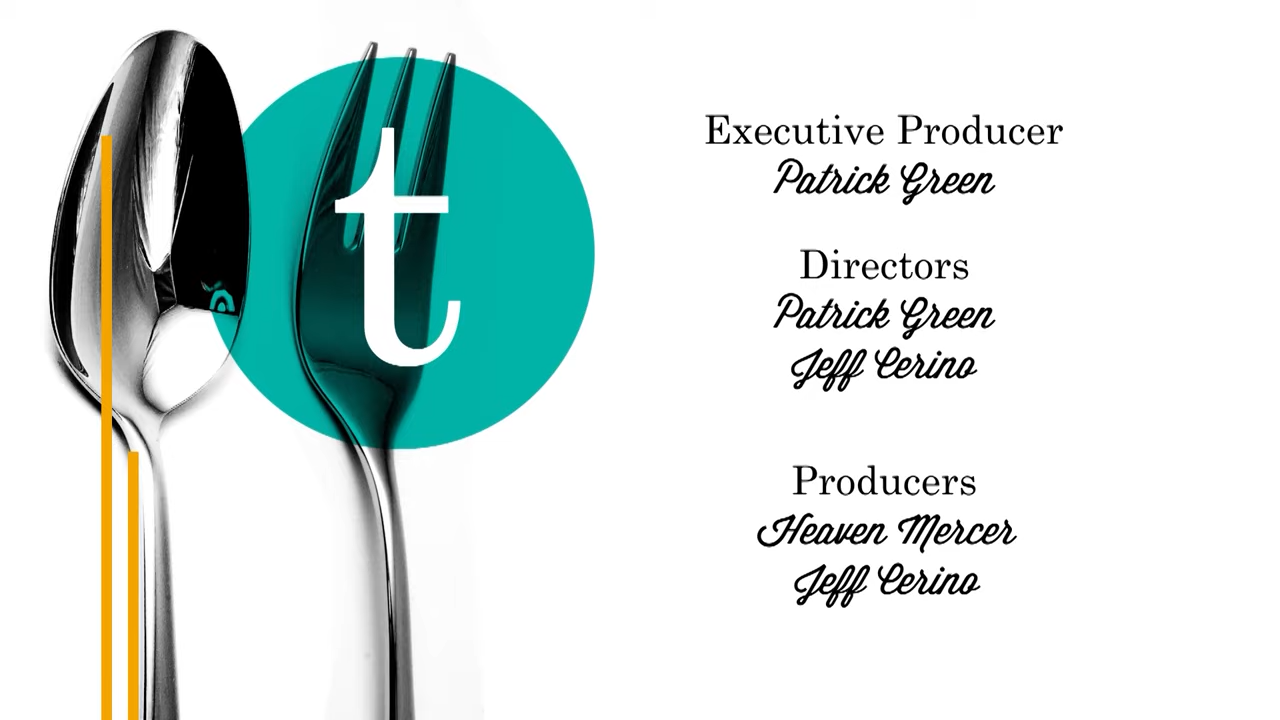 t
Executive Producer
Patrick Green
Directors
Patrick Green
Jeff Cerino
Producers
Heaven Mercer
Jeff Cerino